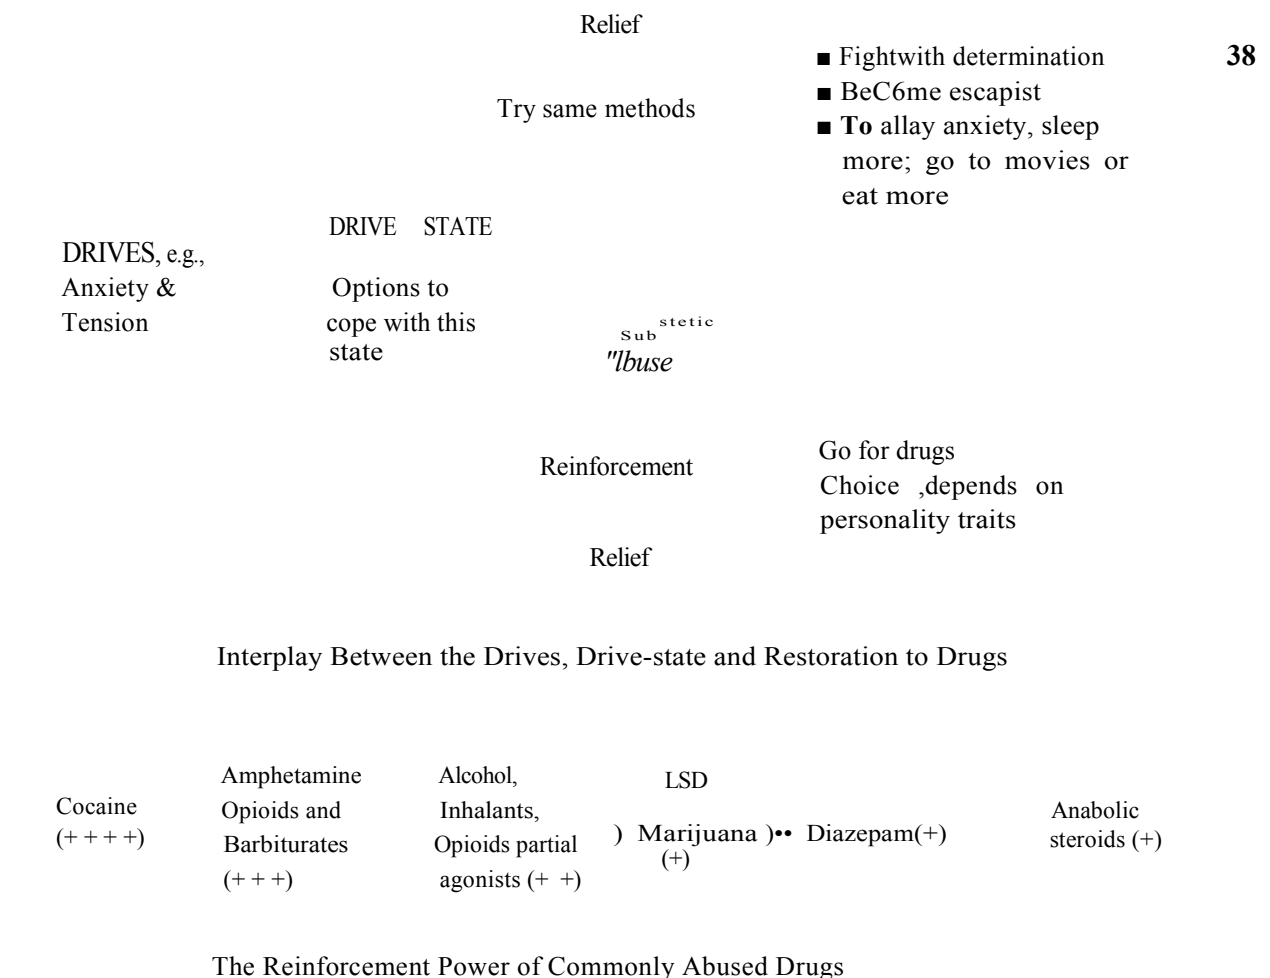 Relief
■ Fightwith determination
38
■ BeC6me escapist
Try same methods
■ To allay anxiety, sleep
more; go to movies or
eat more
DRIVE STATE
DRIVES, e.g.,
Anxiety &
Tension
Options to
cope with this
state
Sub stetic
"lbuse
Reinforcement
Go for drugs
Choice ,depends on
personality traits
Relief
Interplay Between the Drives, Drive-state and Restoration to Drugs
Cocaine
(+ + + +)
Amphetamine
Opioids and
Barbiturates
(+ + +)
Alcohol,
Inhalants,
Opioids partial
agonists (+ +)
LSD
) Marijuana )•• Diazepam(+)
(+)
Anabolic
steroids (+)
The Reinforcement Power of Commonly Abused Drugs